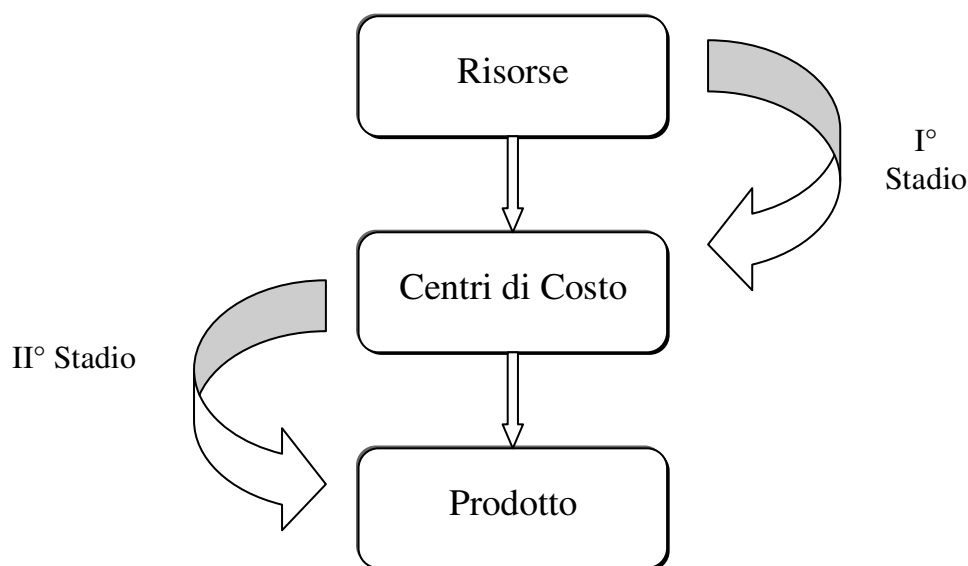 Risorse
I°
Stadio
Centri di Costo
II° Stadio
Prodotto